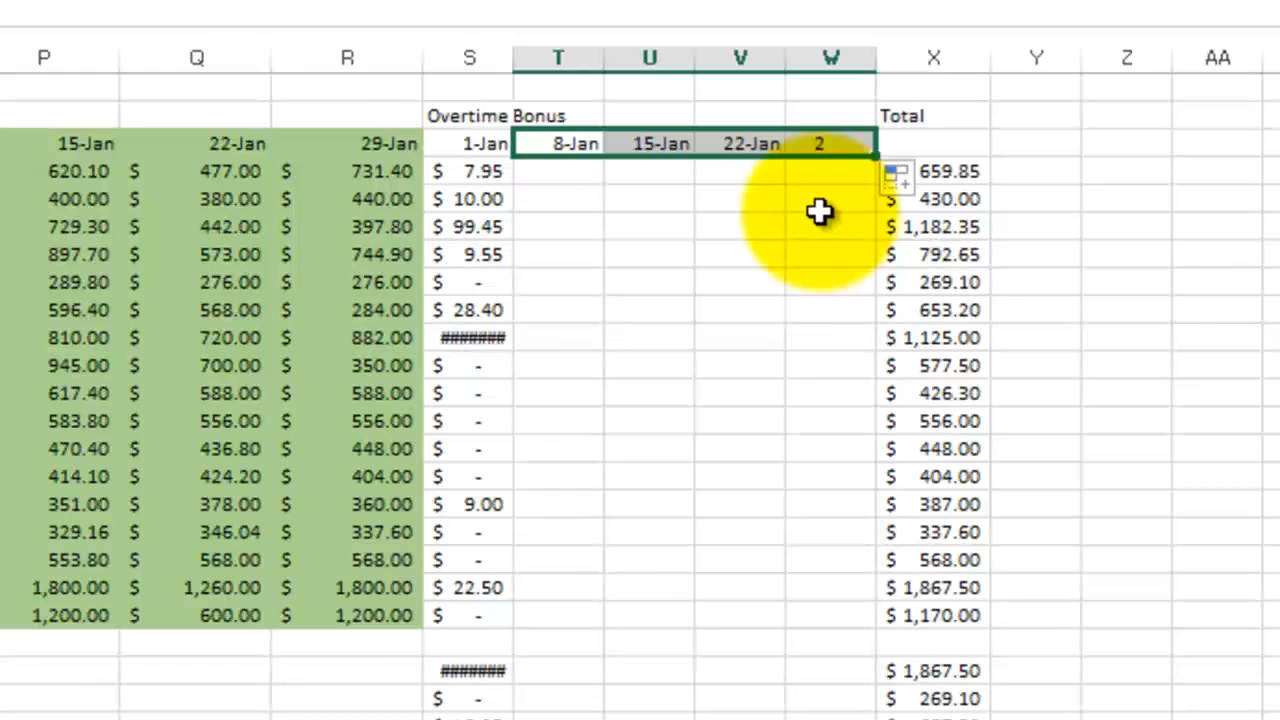 P Q R S T U V W X Y Z AA
Overtime Bonus Total
15-Jan 22-Jan 29-Jan 1-Jan 8-Jan 15-Jan 22-Jan 2
620.10 $ 477.00 $ 731.40 $ 7.95 659.85
400.00 $ 380.00 $ 440.00 $ 10.00 $ 430.00
729.30 $ 442.00 $ 397.80 $ 99.45 $ 1,182.35
897.70 $ 573.00 $ 744.90 $ 9.55 $ 792.65
289.80 $ 276.00 $ 276.00 $ - $ 269.10
596.40 $ 568.00 $ 284.00 $ 28.40 $ 653.20
810.00 $ 720.00 $ 882.00 ####### $ 1,125.00
945.00 $ 700.00 $ 350.00 $ - $ 577.50
617.40 $ 588.00 $ 588.00 $ - $ 426.30
583.80 $ 556.00 $ 556.00 $ - $ 556.00
470.40 $ 436.80 $ 448.00 $ - $ 448.00
414.10 $ 424.20 $ 404.00 $ - $ 404.00
351.00 $ 378.00 $ 360.00 $ 9.00 $ 387.00
329.16 $ 346.04 $ 337.60 $ - $ 337.60
553.80 $ 568.00 $ 568.00 $ - $ 568.00
1,800.00 $ 1,260.00 $ 1,800.00 $ 22.50 $ 1,867.50
1,200.00 $ 600.00 $ 1,200.00 $ - $ 1,170.00
####### $ 1,867.50
$ - $ 269.10